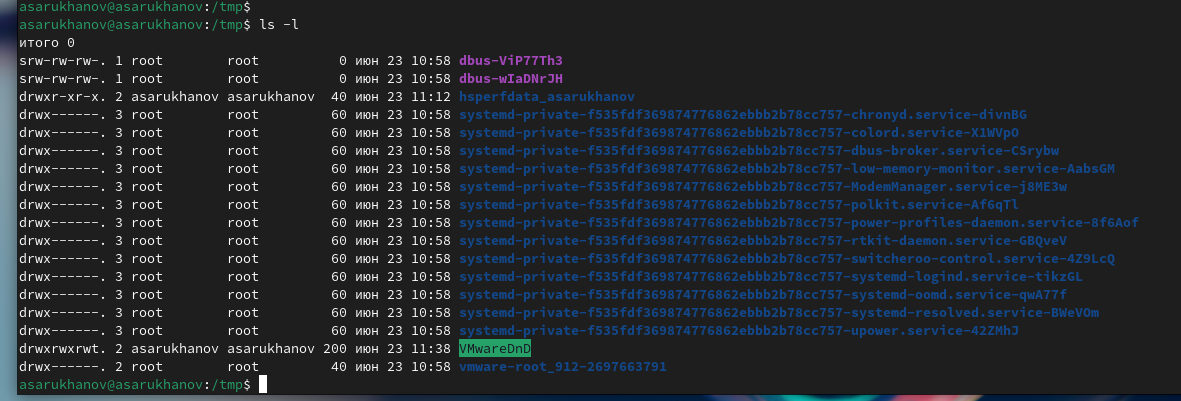 asarukhanov@asarukhanov:/tmp$
asarukhanov@asarukhanov:/tmp$ ls -l
итого 0
srw-rw-rw-. 1 root        root          0 июн 23 10:58 dbus-ViP77Th3
srw-rw-rw-. 1 root        root          0 июн 23 10:58 dbus-wIaDNrJH
drwxr-xr-x. 2 asarukhanov asarukhanov  40 июн 23 11:12 hsperfdata_asarukhanov
drwx------. 3 root        root         60 июн 23 10:58 systemd-private-f535fdf369874776862ebbb2b78cc757-chronyd.service-divnBG
drwx------. 3 root        root         60 июн 23 10:58 systemd-private-f535fdf369874776862ebbb2b78cc757-colord.service-X1WVpO
drwx------. 3 root        root         60 июн 23 10:58 systemd-private-f535fdf369874776862ebbb2b78cc757-dbus-broker.service-CSrybw
drwx------. 3 root        root         60 июн 23 10:58 systemd-private-f535fdf369874776862ebbb2b78cc757-low-memory-monitor.service-AabsGM
drwx------. 3 root        root         60 июн 23 10:58 systemd-private-f535fdf369874776862ebbb2b78cc757-ModemManager.service-j8ME3w
drwx------. 3 root        root         60 июн 23 10:58 systemd-private-f535fdf369874776862ebbb2b78cc757-polkit.service-Af6qTl
drwx------. 3 root        root         60 июн 23 10:58 systemd-private-f535fdf369874776862ebbb2b78cc757-power-profiles-daemon.service-8f6Aof
drwx------. 3 root        root         60 июн 23 10:58 systemd-private-f535fdf369874776862ebbb2b78cc757-rtkit-daemon.service-GBQveV
drwx------. 3 root        root         60 июн 23 10:58 systemd-private-f535fdf369874776862ebbb2b78cc757-switcheroo-control.service-4Z9LcQ
drwx------. 3 root        root         60 июн 23 10:58 systemd-private-f535fdf369874776862ebbb2b78cc757-systemd-logind.service-tikzGL
drwx------. 3 root        root         60 июн 23 10:58 systemd-private-f535fdf369874776862ebbb2b78cc757-systemd-oomd.service-qwA77f
drwx------. 3 root        root         60 июн 23 10:58 systemd-private-f535fdf369874776862ebbb2b78cc757-systemd-resolved.service-BWeVOm
drwx------. 3 root        root         60 июн 23 10:58 systemd-private-f535fdf369874776862ebbb2b78cc757-upower.service-42ZMhJ
drwxrwxrwt. 2 asarukhanov asarukhanov 200 июн 23 11:38 VMwareDnD
drwx------. 2 root        root         40 июн 23 10:58 vmware-root_912-2697663791
asarukhanov@asarukhanov:/tmp$